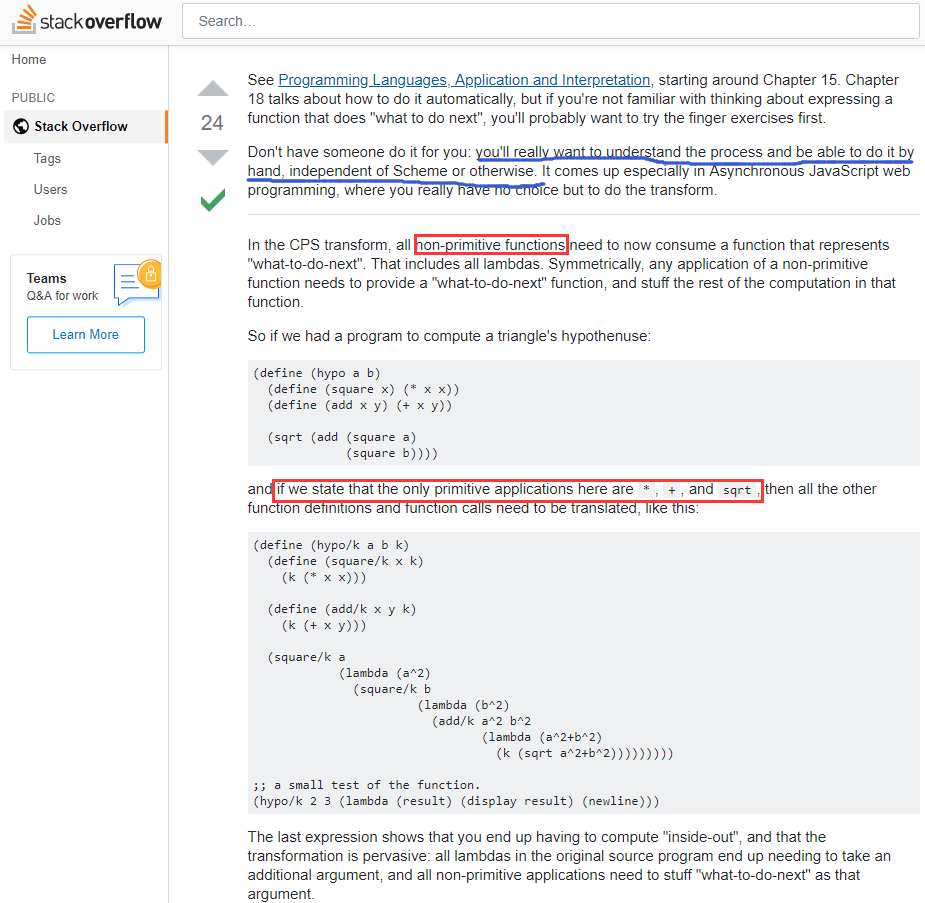 stackoverflow
Search…
Home
PUBLIC
Stack Overflow
Tags
Users
Jobs
Teams
Q&A for work
Learn More
24
See Programming Languages, Application and Interpretation, starting around Chapter 15. Chapter
18 talks about how to do it automatically, but if you're not familiar with thinking about expressing a
function that does "what to do next", you'll probably want to try the finger exercises first.
Don't have someone do it for you: you'll really want to understand the process and be able to do it by
hand, independent of Scheme or otherwise. It comes up especially in Asynchronous JavaScript web
programming, where you really have no choice but to do the transform.
In the CPS transform, all non-primitive functions need to now consume a function that represents
"what-to-do-next". That includes all lambdas. Symmetrically, any application of a non-primitive
function needs to provide a "what-to-do-next" function, and stuff the rest of the computation in that
function.
So if we had a program to compute a triangle's hypothenuse:
(define (hypo a b)
  (define (square x) (* x x))
  (define (add x y) (+ x y))
  (sqrt (add (square a)
             (square b))))
and if we state that the only primitive applications here are *, +, and sqrt, then all the other
function definitions and function calls need to be translated, like this:
(define (hypo/k a b k)
  (define (square/k x k)
    (k (* x x)))
  (define (add/k x y k)
    (k (+ x y)))
  (square/k a
            (lambda (a^2)
              (square/k b
                        (lambda (b^2)
                          (add/k a^2 b^2
                                 (lambda (a^2+b^2)
                                   (k (sqrt a^2+b^2)))))))))
;; a small test of the function.
(hypo/k 2 3 (lambda (result) (display result) (newline)))
The last expression shows that you end up having to compute "inside-out", and that the
transformation is pervasive: all lambdas in the original source program end up needing to take an
additional argument, and all non-primitive applications need to stuff "what-to-do-next" as that
argument.